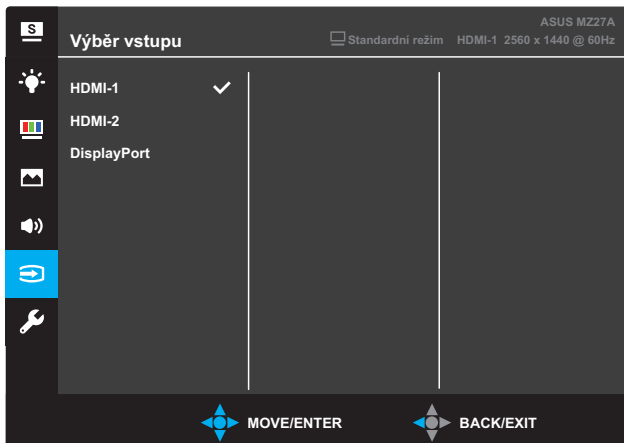 S
ASUS MZ27A
Výběr vstupu
Standardni režim HDMI-1 2560 x 1440 @ 60Hz
HDMI-1
HDMI-2
DisplayPort
MOVE/ENTER BACK/EXIT